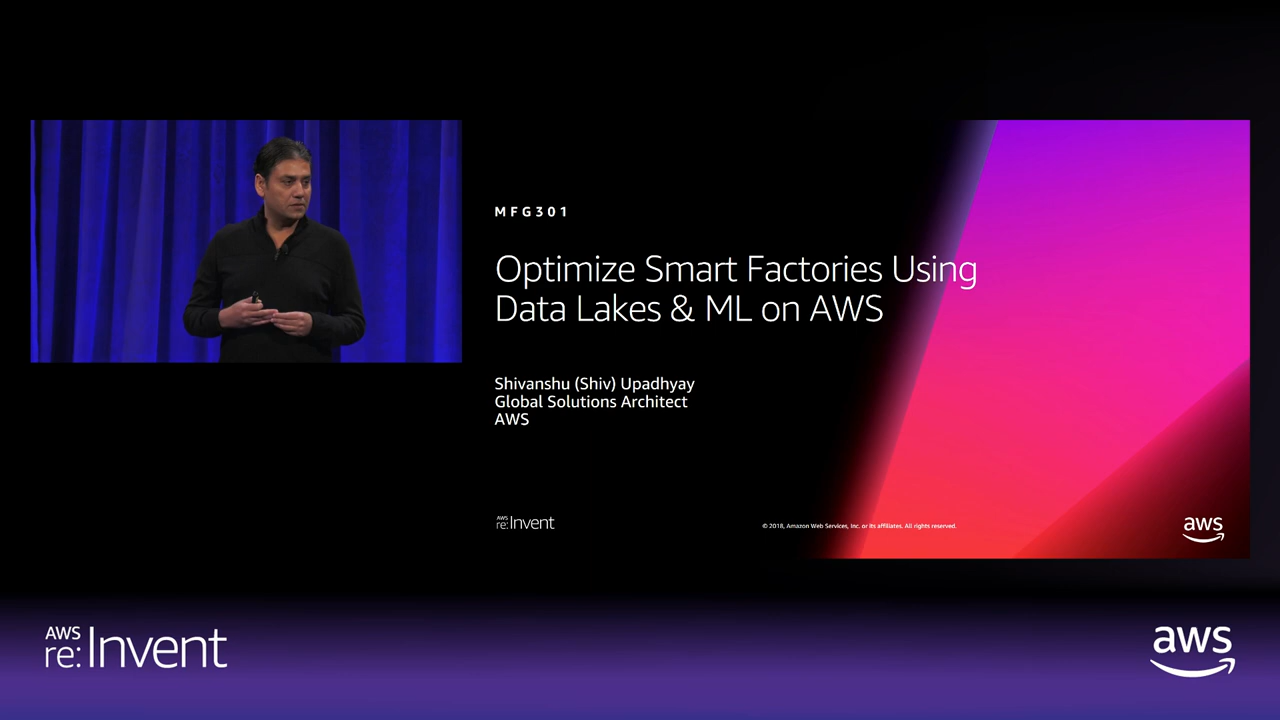 MFG301
Optimize Smart Factories Using
Data Lakes & ML on AWS
Shivanshu (Shiv) Upadhyay
Global Solutions Architect
AWS
AWS
re:Invent
© 2018, Amazon Web Services, Inc. or its affiliates. All rights reserved.
aws
AWS
re:Invent
aws